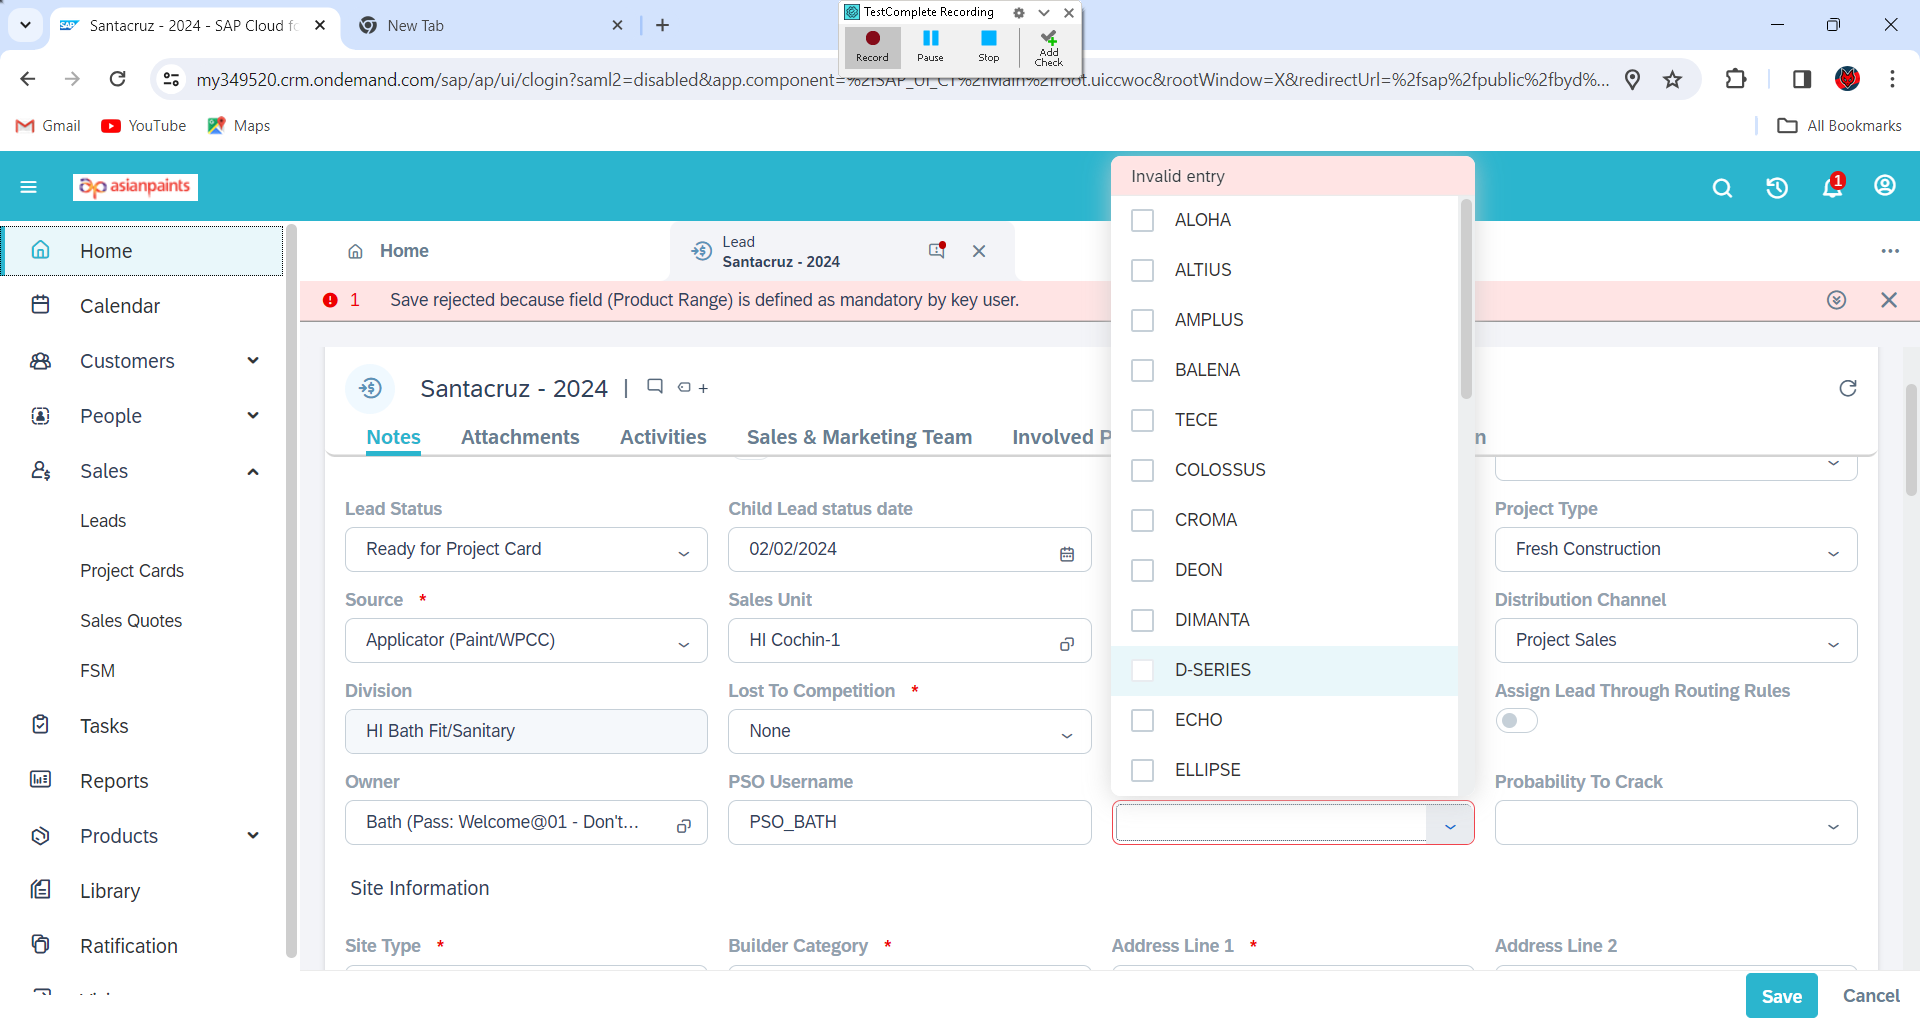 Santacruz - 2024 - SAP Cloud fo
New Tab
TestComplete Recording
Record
Pause
Stop
Add
Check
my349520.crm.ondemand.com/sap/ap/ui/clogin?saml2=disabled&app.component=%2fSAP_UI_CT%2fMain%2froot.uiccwoc&rootWindow=X&redirectUrl=%2fsap%2fpublic%2fbyd%...
Gmail
YouTube
Maps
All Bookmarks
asianpaints
1
Invalid entry
ALOHA
ALTIUS
AMPLUS
BALENA
TECE
COLOSSUS
CROMA
DEON
DIMANTA
D-SERIES
ECHO
ELLIPSE
Home
Calendar
Customers
People
Sales
Leads
Project Cards
Sales Quotes
FSM
Tasks
Reports
Products
Library
Ratification
Home
Lead
Santacruz - 2024
1 Save rejected because field (Product Range) is defined as mandatory by key user.
Santacruz - 2024 |
+
Notes
Attachments
Activities
Sales & Marketing Team
Involved P
n
Lead Status
Child Lead status date
Project Type
Ready for Project Card
02/02/2024
Fresh Construction
Source *
Sales Unit
Distribution Channel
Applicator (Paint/WPCC)
HI Cochin-1
Project Sales
Division
Lost To Competition *
Assign Lead Through Routing Rules
HI Bath Fit/Sanitary
None
Owner
PSO Username
Probability To Crack
Bath (Pass: Welcome@01 - Don't...
PSO_BATH
Site Information
Site Type *
Builder Category *
Address Line 1 *
Address Line 2
Save
Cancel